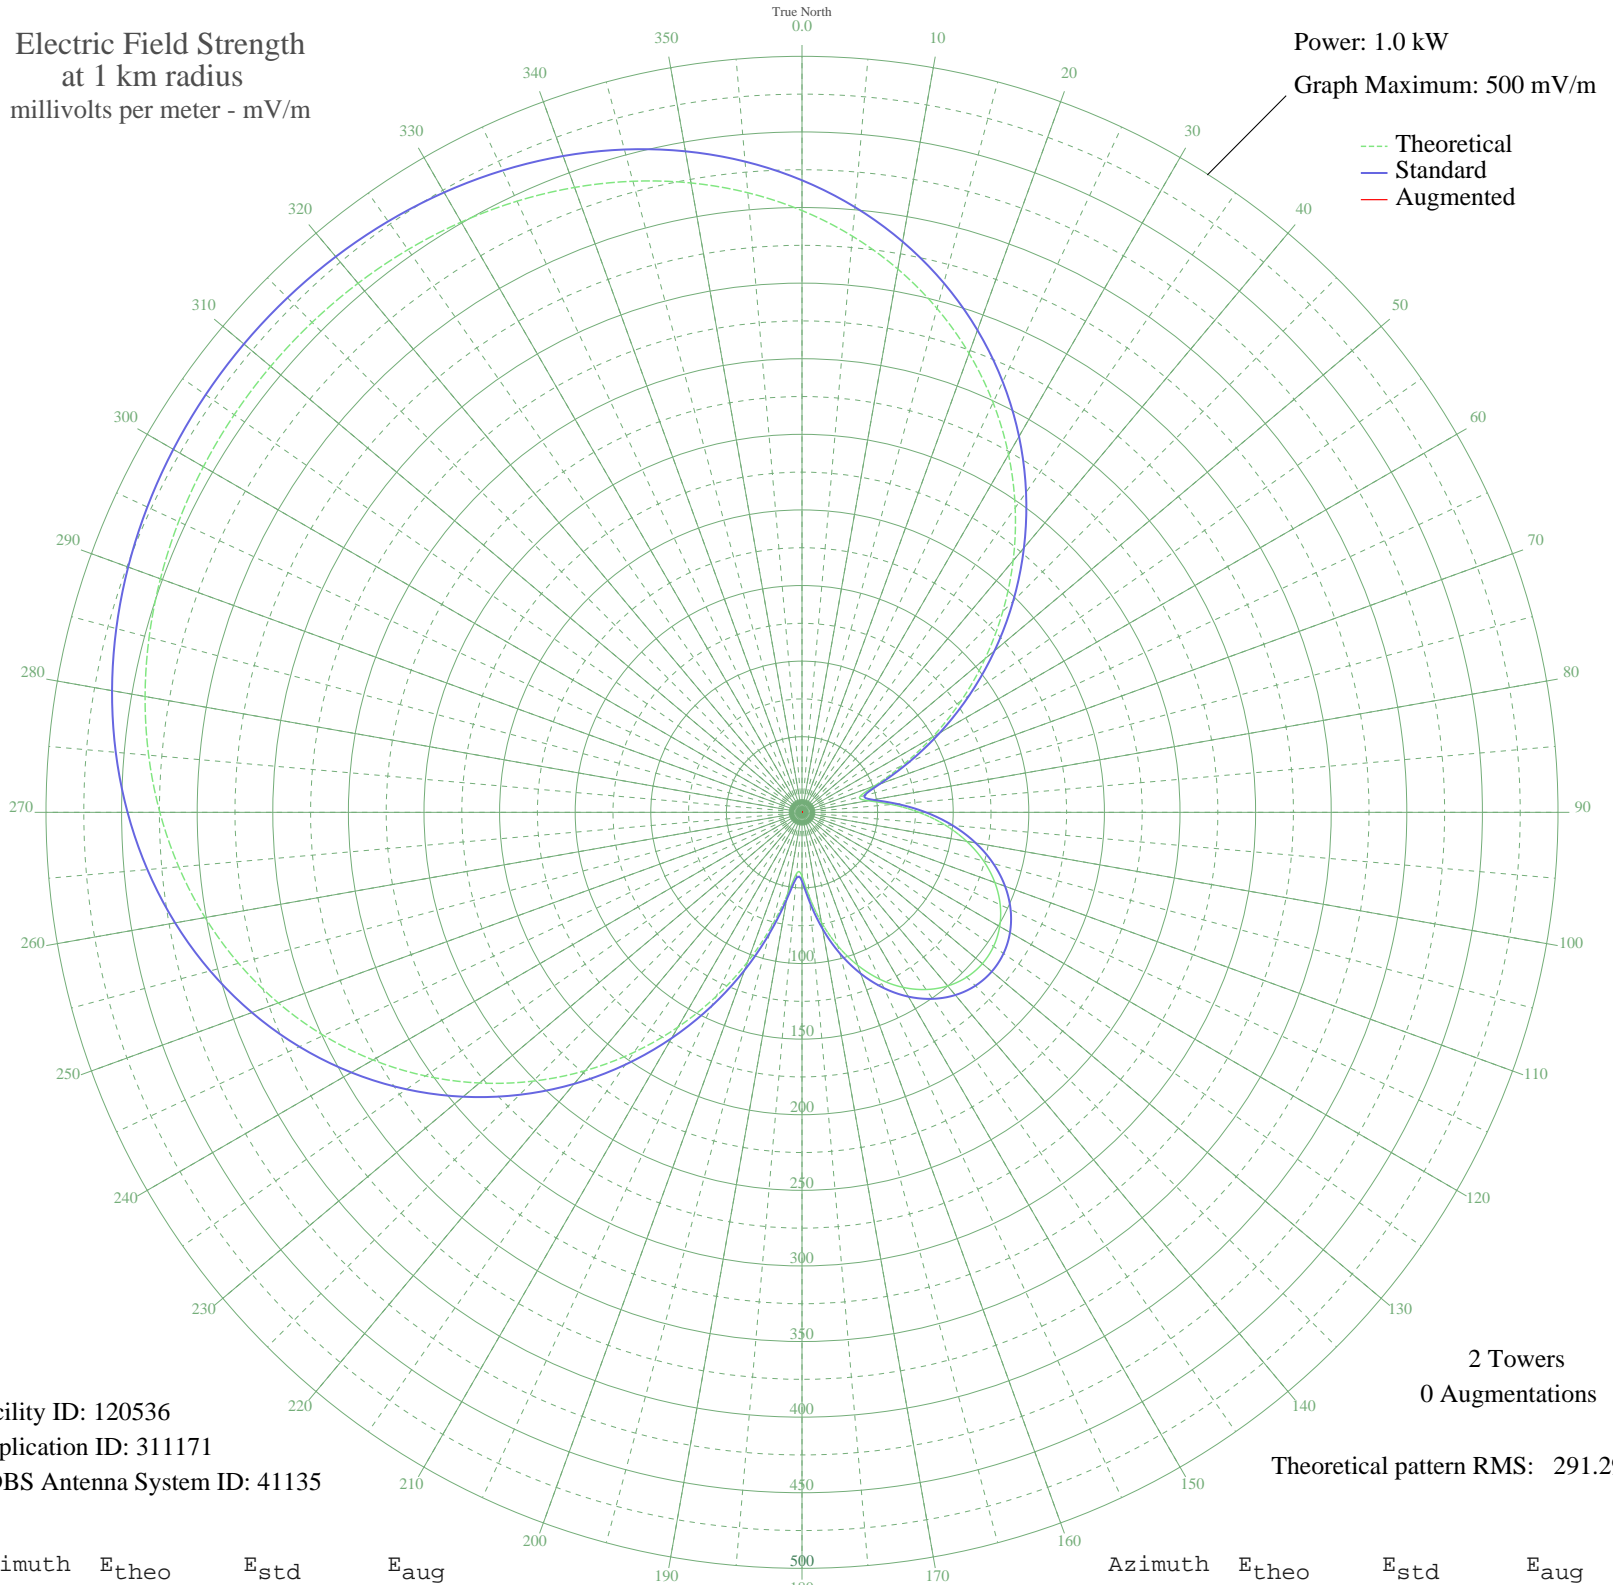 True North
Electric Field Strength
at 1 km radius
millivolts per meter - mV/m
Power: 1.0 kW
Graph Maximum: 500 mV/m
Theoretical
Standard
Augmented
0.0
10
20
30
40
50
60
70
80
90
100
110
120
130
140
150
160
170
190
200
210
220
230
240
250
260
270
280
290
300
310
320
330
340
350
100
150
200
250
300
350
400
450
500
2 Towers
0 Augmentations
Theoretical pattern RMS: 291.2
cility ID: 120536
plication ID: 311171
DBS Antenna System ID: 41135
imuth Etheo Estd Eaug
Azimuth Etheo Estd Eaug